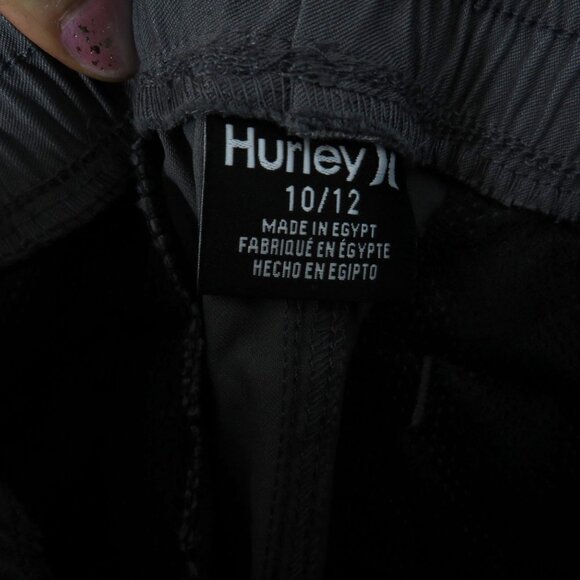 Hurley
10/12
MADE IN EGYPT
FABRIQUÉ EN ÉGYPTE
HECHO EN EGIPTO